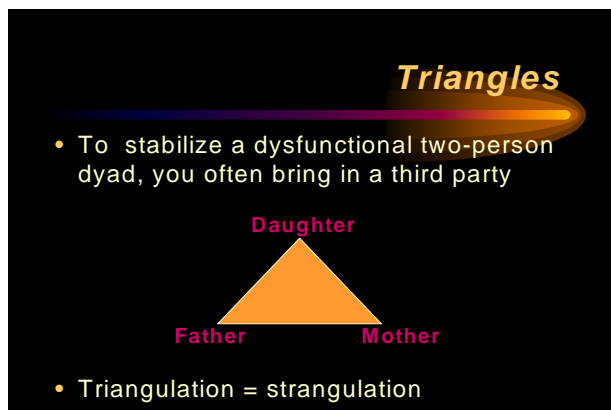 Triangles
• To stabilize a dysfunctional two-person
dyad, you often bring in a third party
Daughter
Father Mother
• Triangulation = strangulation